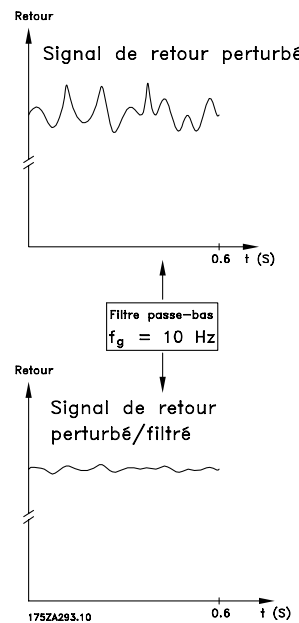 Retour
Signal de retour perturbé
0.6 t (S)
Filtre passe-bas
fg = 10 Hz
Retour
Signal de retour
perturbé/filtré
0.6 t (S)
175ZA293.10